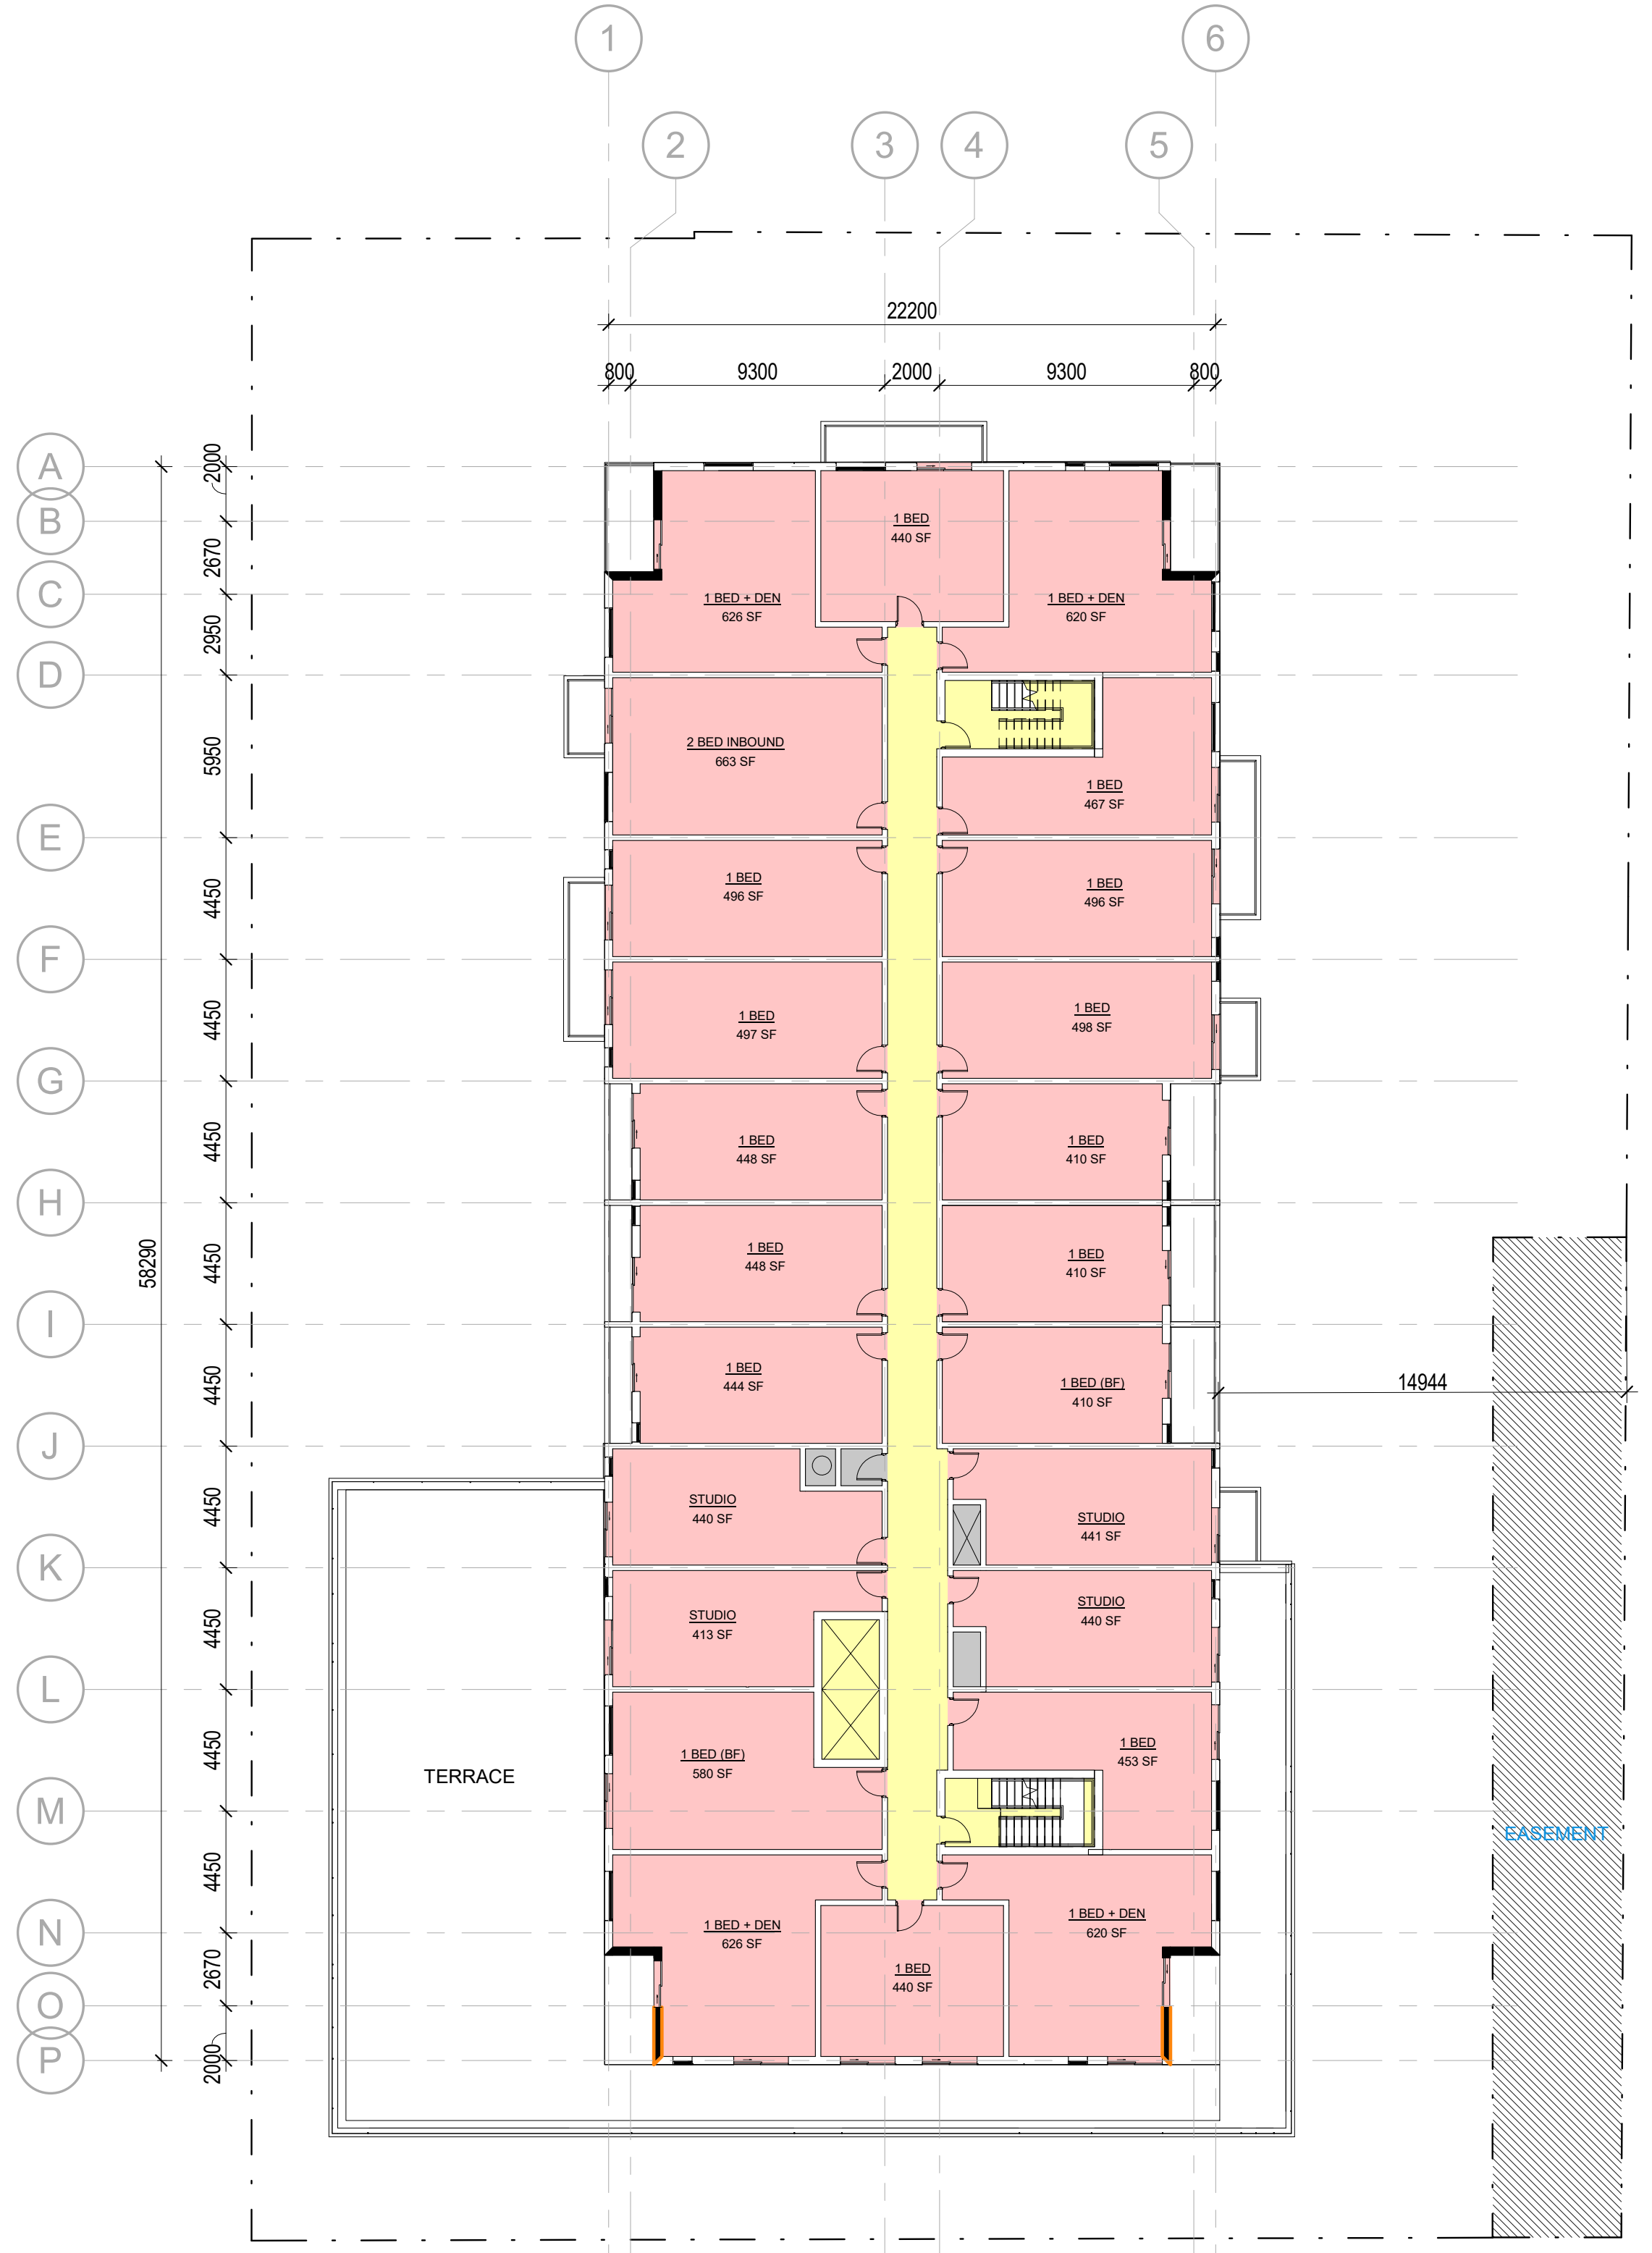 1
6
2
3
4
5
22200
800
9300
2000
9300
800
A
2000
B
2670
C
2950
D
5950
E
4450
F
4450
G
4450
H
4450
I
4450
J
4450
K
4450
L
4450
M
4450
N
2670
O
2000
P
58290
14944
1 BED
440 SF
1 BED + DEN
626 SF
1 BED + DEN
620 SF
2 BED INBOUND
663 SF
1 BED
467 SF
1 BED
496 SF
1 BED
496 SF
1 BED
497 SF
1 BED
498 SF
1 BED
448 SF
1 BED
410 SF
1 BED
448 SF
1 BED
410 SF
1 BED
444 SF
1 BED (BF)
410 SF
STUDIO
440 SF
STUDIO
441 SF
STUDIO
413 SF
STUDIO
440 SF
1 BED (BF)
580 SF
1 BED
453 SF
TERRACE
EASEMENT
1 BED + DEN
626 SF
1 BED
440 SF
1 BED + DEN
620 SF